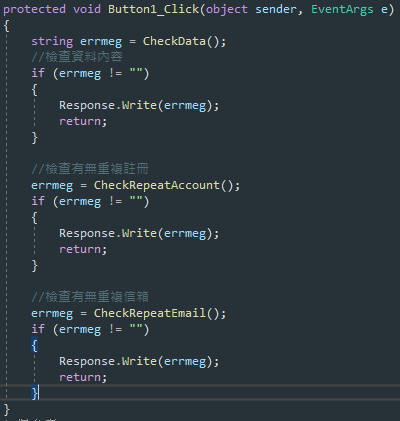 protected void Button1_Click(object sender, EventArgs e)
{
string errmeg = CheckData();
//檢查資料內容
if (errmeg != "")
{
Response.Write(errmeg);
return;
}
//檢查有無重複註冊
errmeg = CheckRepeatAccount();
if (errmeg != "")
{
Response.Write(errmeg);
return;
}
//檢查有無重複信箱
errmeg = CheckRepeatEmail();
if (errmeg != "")
{
Response.Write(errmeg);
return;
}
}